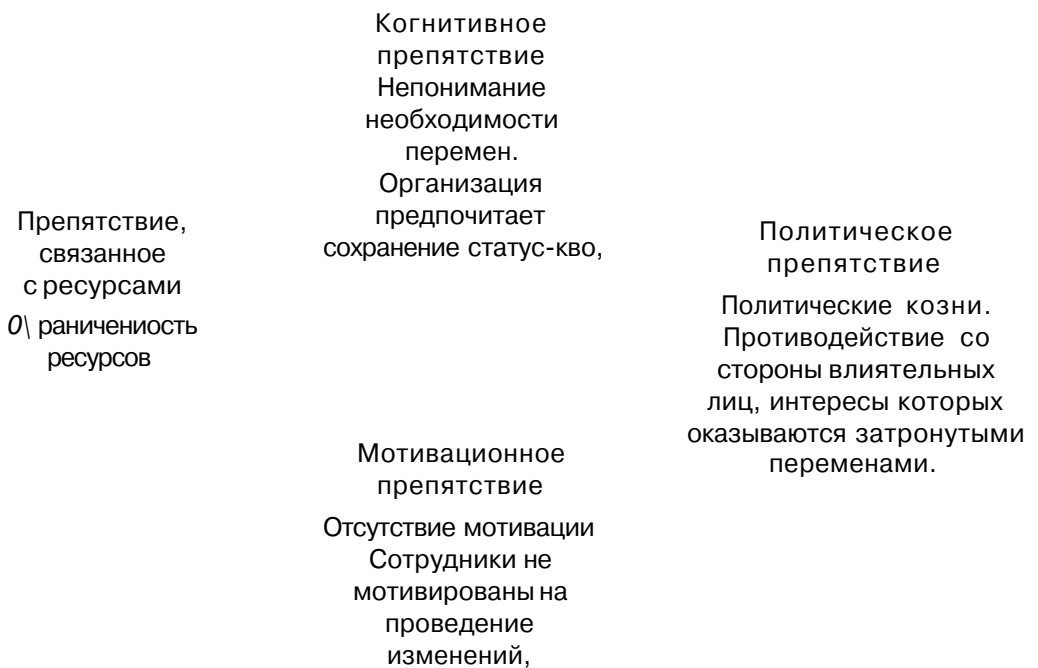 Когнитивное
препятствие
Непонимание
необходимости
перемен.
Организация
предпочитает
сохранение статус-кво,
Препятствие,
связанное
с ресурсами
0\ раничениость
ресурсов
Политическое
препятствие
Политические козни.
Противодействие со
стороны влиятельных
лиц, интересы которых
оказываются затронутыми
переменами.
Мотивационное
препятствие
Отсутствие мотивации
Сотрудники не
мотивированы на
проведение
изменений,